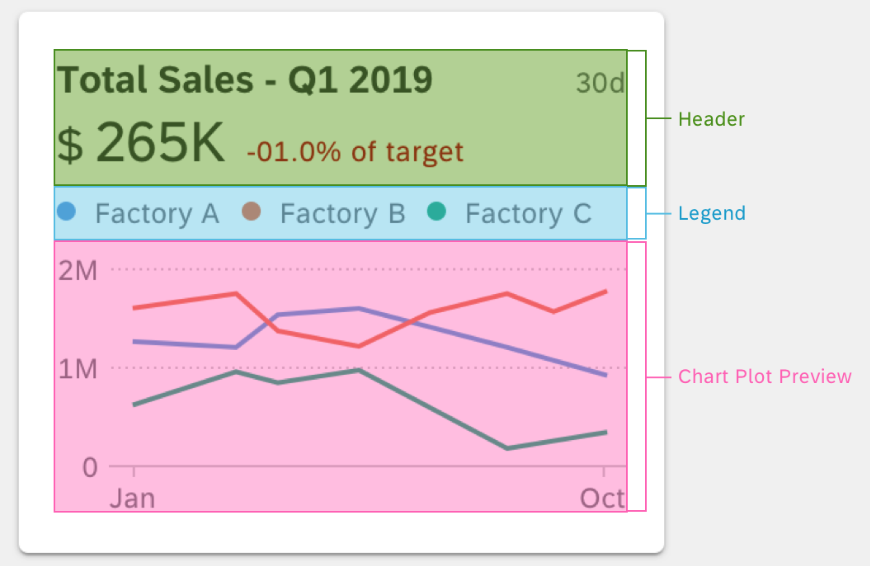 Total Sales - Q1 2019 30d
$ 265K -01.0% of target
Header
Factory A Factory B Factory C
Legend
2M
1M
Chart Plot Preview
0
Jan Oct